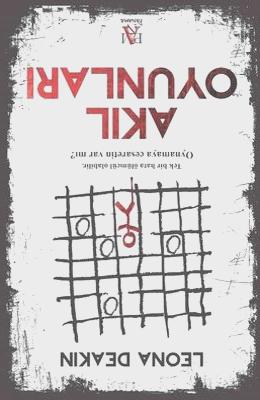 LEONA DEAKIN
Tek bir hata ölümcül olabilir.
Oynamaya cesaretin var mı?
AKIL
OYUNLARI